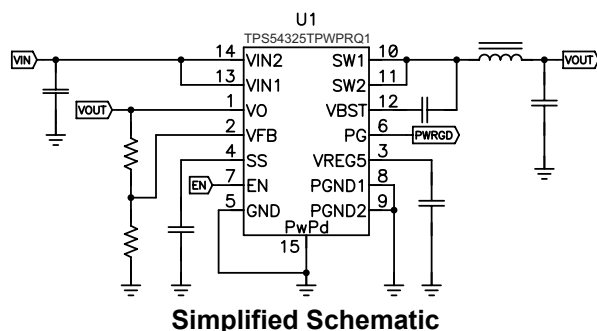 U1
TPS54325TPWPRQ1
VIN
14 VIN2 SW1 10
VOUT
13 VIN1 SW2 11
VOUT
1 VO VBST 12
2 VFB PG 6 PWRGD
4 SS VREG5 3
EN 7 EN PGND1 8
5 GND PGND2 9
PwPd
15
Simplified Schematic